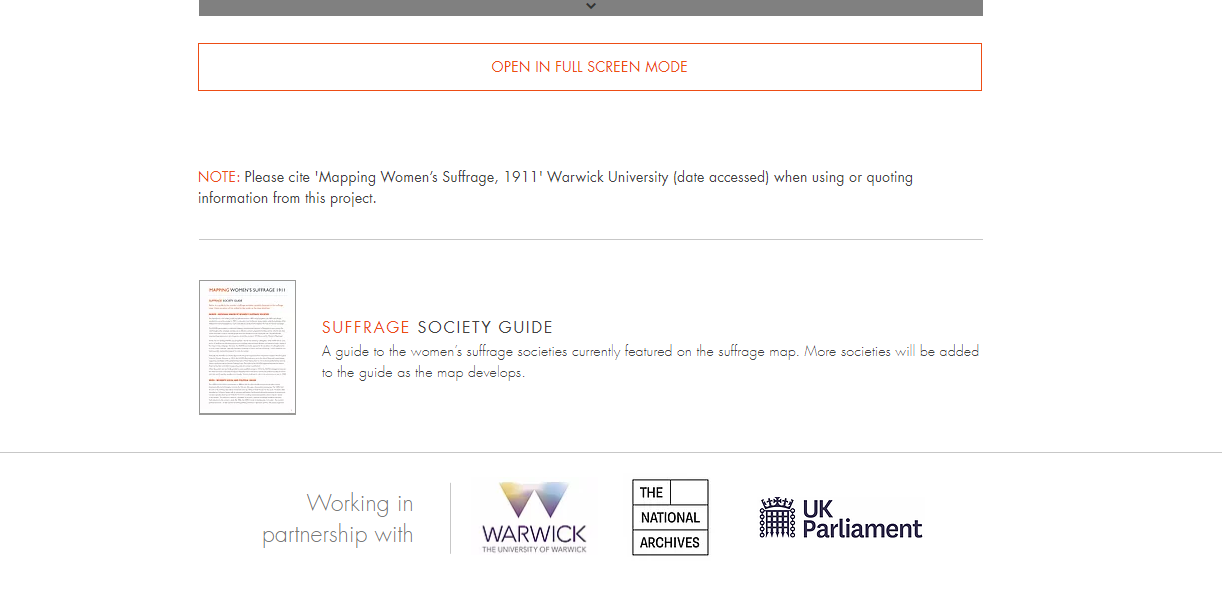 OPEN IN FULL SCREEN MODE
NOTE: Please cite 'Mapping Women’s Suffrage, 1911' Warwick University (date accessed) when using or quoting
information from this project.
MAPPING WOMEN'S SUFFRAGE 1911
SUFFRAGE SOCIETY GUIDE
SUFFRAGE SOCIETY GUIDE
A guide to the women’s suffrage societies currently featured on the suffrage map. More societies will be added
to the guide as the map develops.
Working in
partnership with
WARWICK
THE UNIVERSITY OF WARWICK
THE
NATIONAL
ARCHIVES
UK
Parliament